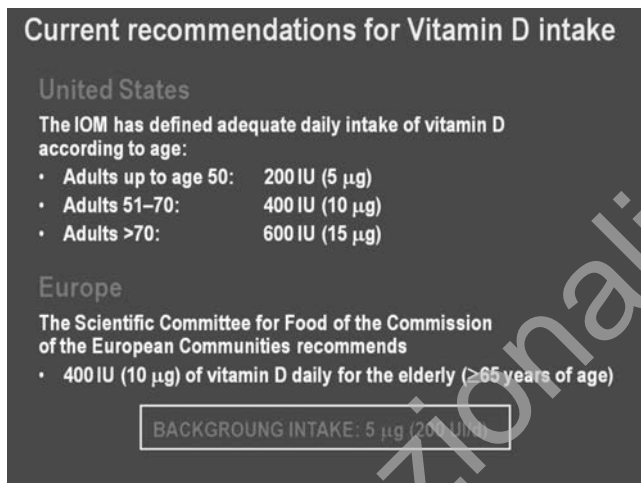 Current recommendations for Vitamin D intake
United States
The IOM has defined adequate daily intake of vitamin D
according to age:
• Adults up to age 50: 200 IU (5 μg)
• Adults 51–70: 400 IU (10 μg)
• Adults >70: 600 IU (15 μg)
Europe
The Scientific Committee for Food of the Commission
of the European Communities recommends
• 400 IU (10 μg) of vitamin D daily for the elderly (≥65 years of age)
BACKGROUNG INTAKE: 5 μg (200 UI/d)
zionali